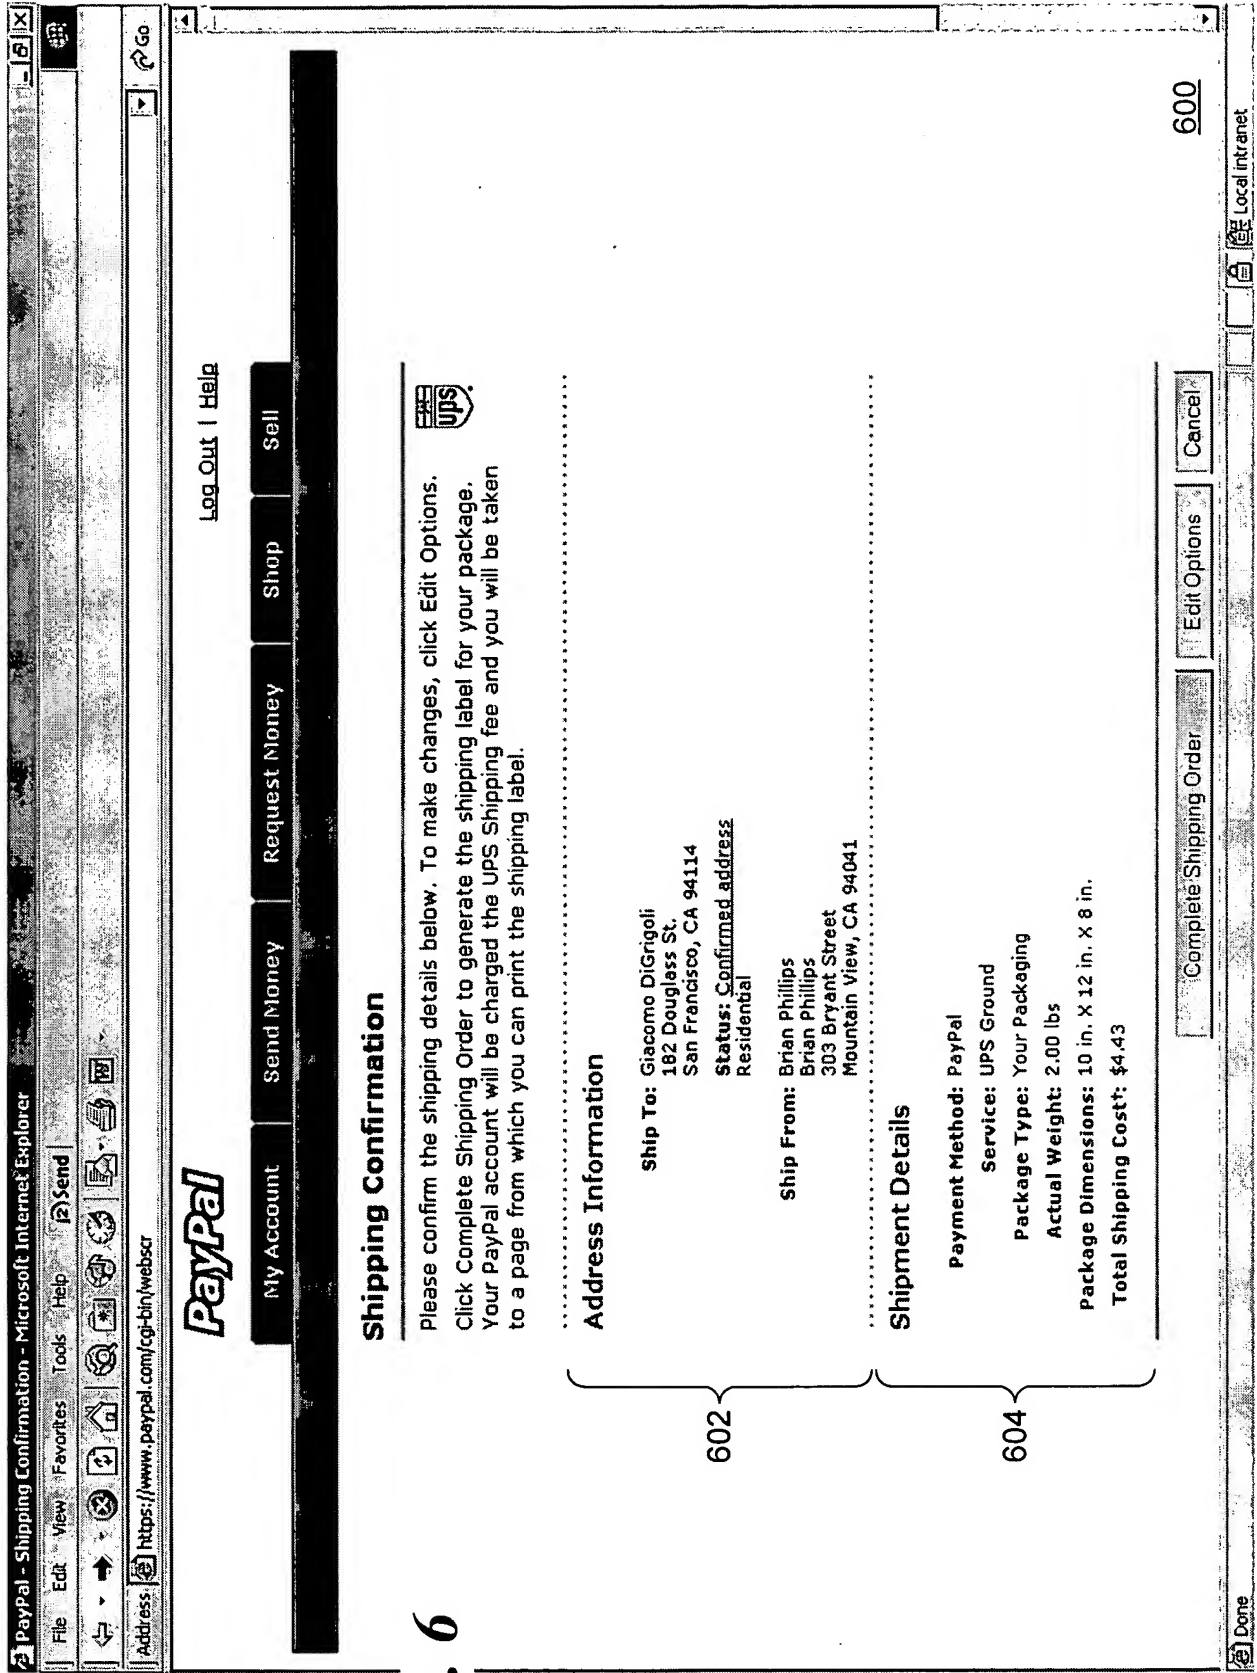 PayPal - Shipping Confirmation - Microsoft Internet Explorer
File Edit View Favorites Tools Help Send
Address https://www.paypal.com/cgi-bin/webscr Go
PayPal
Log Out | Help
My Account Send Money Request Money Shop Sell
Shipping Confirmation
Please confirm the shipping details below. To make changes, click Edit Options.
ups
Click Complete Shipping Order to generate the shipping label for your package.
Your PayPal account will be charged the UPS Shipping fee and you will be taken
to a page from which you can print the shipping label.
Address Information
Ship To: Giacomo DiGrigoli
182 Douglass St.
San Francisco, CA 94114
Status: Confirmed address
Residential
602
Ship From: Brian Phillips
Brian Phillips
303 Bryant Street
Mountain View, CA 94041
Shipment Details
Payment Method: PayPal
Service: UPS Ground
604
Package Type: Your Packaging
Actual Weight: 2.00 lbs
Package Dimensions: 10 in. X 12 in. X 8 in.
Total Shipping Cost*: $4.43
Complete Shipping Order Edit Options Cancel
600
Done Local intranet
6